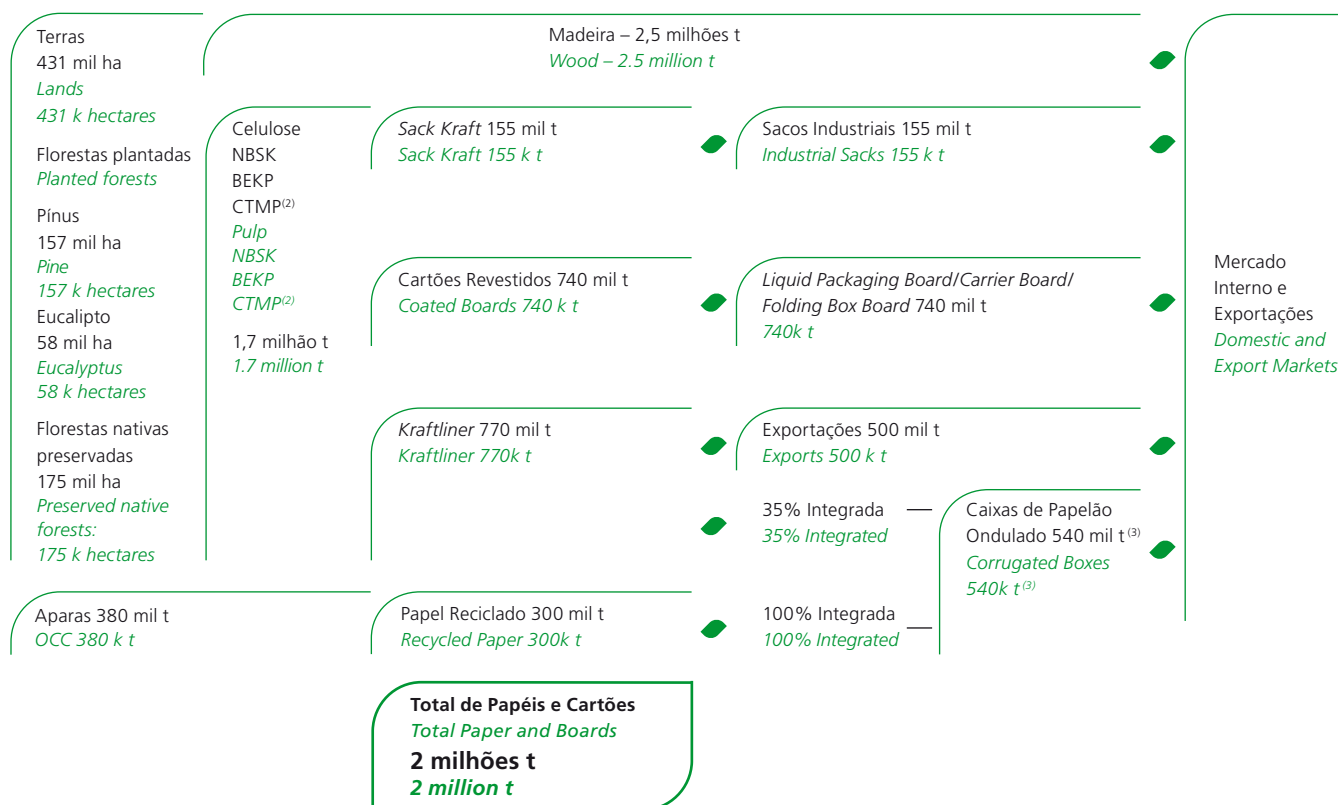 Terras
431 mil ha
Lands
431 k hectares
Florestas plantadas
Planted forests
Pínus
157 mil ha
Pine
157 k hectares
Eucalipto
58 mil ha
Eucalyptus
58 k hectares
Florestas nativas
preservadas
175 mil ha
Preserved native
forests:
175 k hectares
Madeira – 2,5 milhões t
Wood – 2.5 million t
Celulose
NBSK
BEKP
CTMP(2)
Pulp
NBSK
BEKP
CTMP(2)
1,7 milhão t
1.7 million t
Sack Kraft 155 mil t
Sack Kraft 155 k t
Sacos Industriais 155 mil t
Industrial Sacks 155 k t
Cartões Revestidos 740 mil t
Coated Boards 740 k t
Liquid Packaging Board/Carrier Board/
Folding Box Board 740 mil t
740k t
Kraftliner 770 mil t
Kraftliner 770k t
Exportações 500 mil t
Exports 500 k t
35% Integrada
35% Integrated
Caixas de Papelão
Ondulado 540 mil t (3)
Corrugated Boxes
540k t (3)
Aparas 380 mil t
OCC 380 k t
Papel Reciclado 300 mil t
Recycled Paper 300k t
100% Integrada
100% Integrated
Mercado
Interno e
Exportações
Domestic and
Export Markets
Total de Papéis e Cartões
Total Paper and Boards
2 milhões t
2 million t